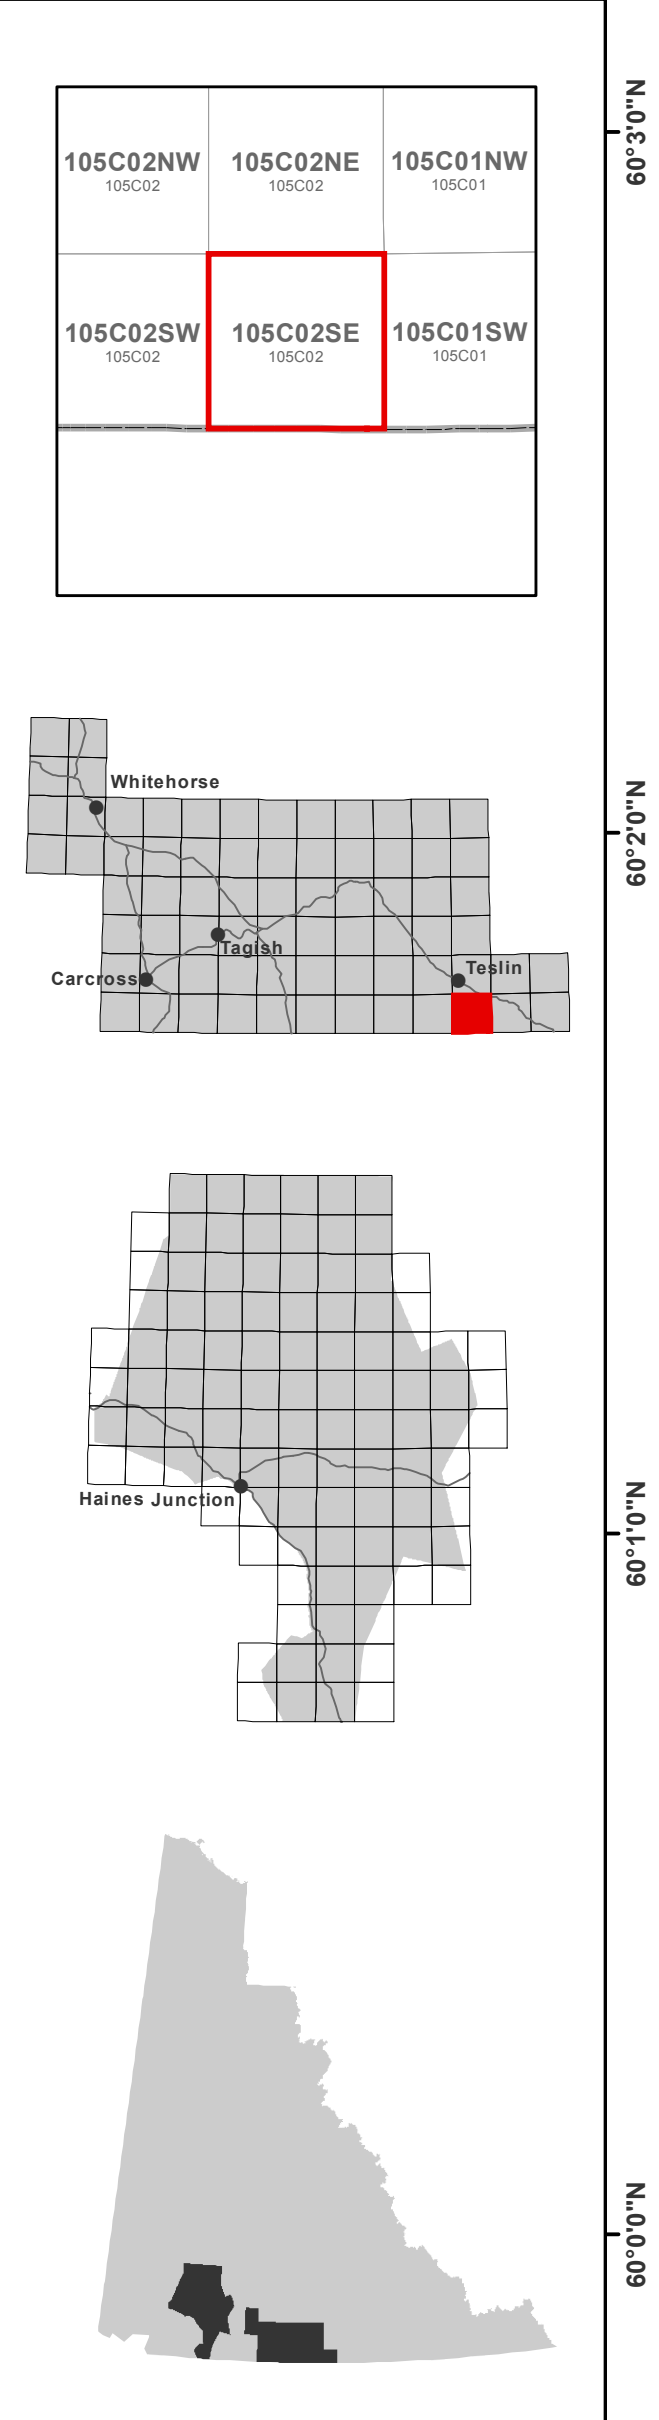 60°3'0"N
105C02NW
105C02
105C02NE
105C02
105C01NW
105C01
105C02SW
105C02
105C02SE
105C02
105C01SW
105C01
60°2'0"N
Whitehorse
Tagish
Carcross
Teslin
60°1'0"N
Haines Junction
60°0'0"N